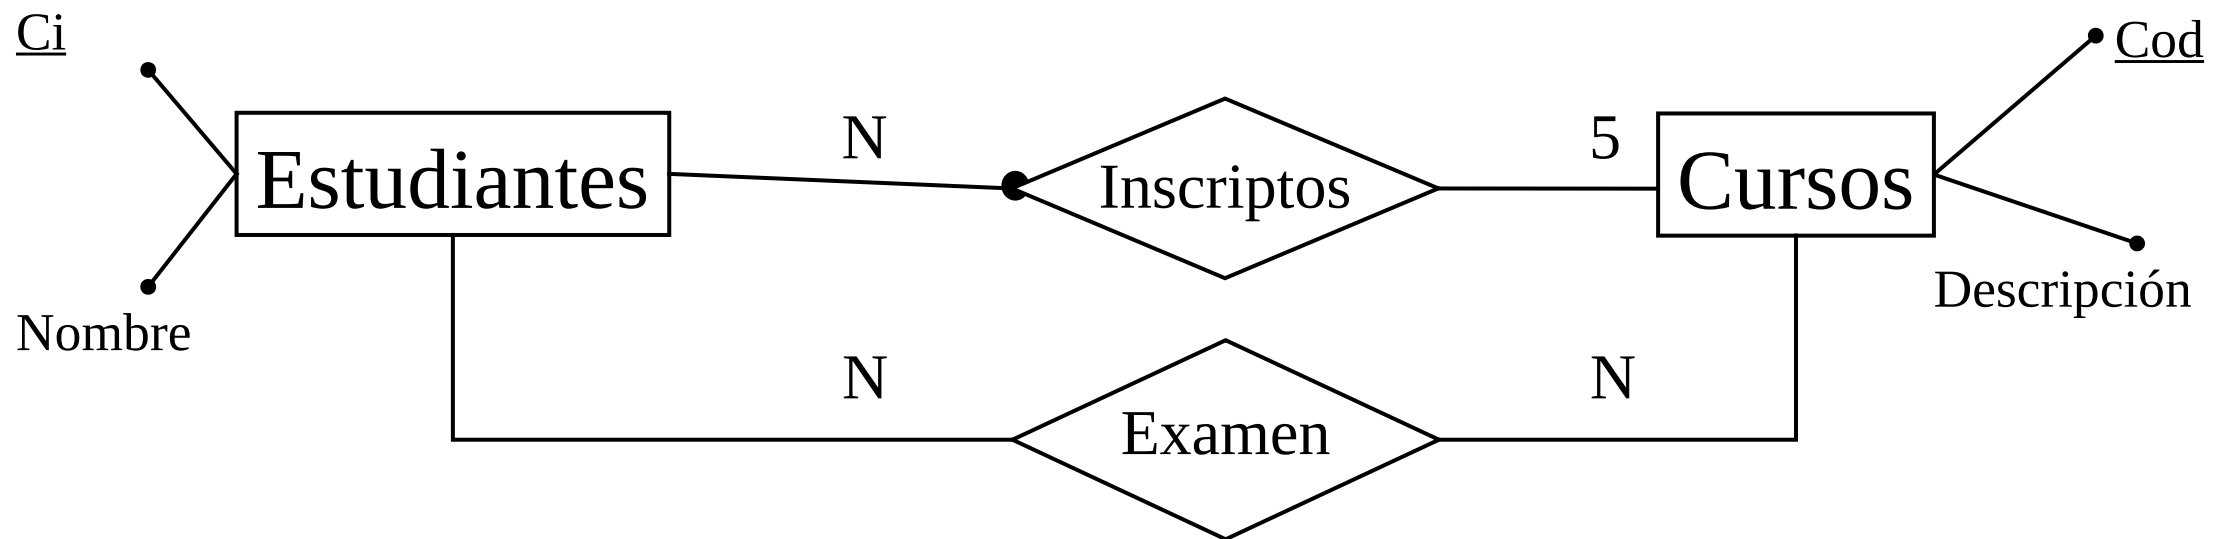 Ci
Cod
N
5
Estudiantes
Inscriptos
Cursos
Nombre
Descripción
N
N
Examen